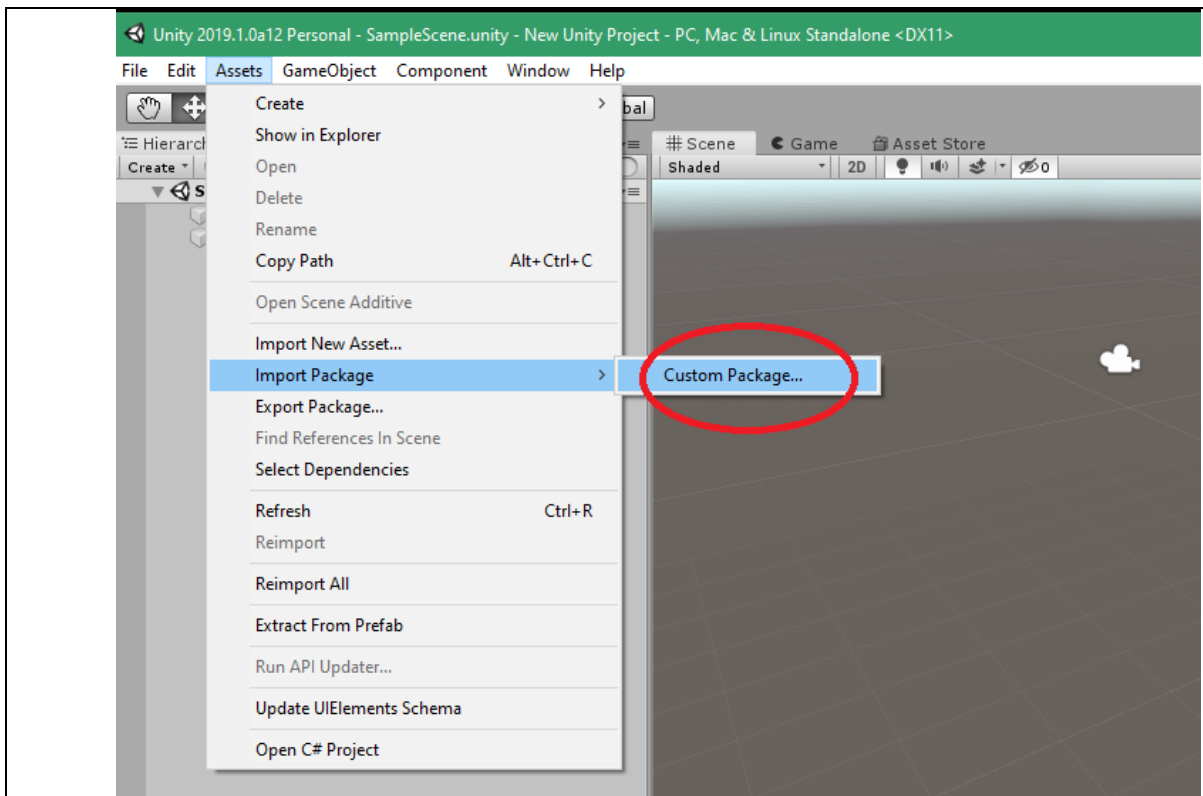 Unity 2019.1.0a12 Personal - SampleScene.unity - New Unity Project - PC, Mac & Linux Standalone <DX11>
File Edit Assets GameObject Component Window Help
bal
Hierarch
# Scene Game Asset Store
Create
Shaded 2D 0
S
Create
Show in Explorer
Open
Delete
Rename
Copy Path Alt+Ctrl+C
Open Scene Additive
Import New Asset...
Import Package Custom Package...
Export Package...
Find References In Scene
Select Dependencies
Refresh Ctrl+R
Reimport
Reimport All
Extract From Prefab
Run API Updater...
Update UIElements Schema
Open C# Project